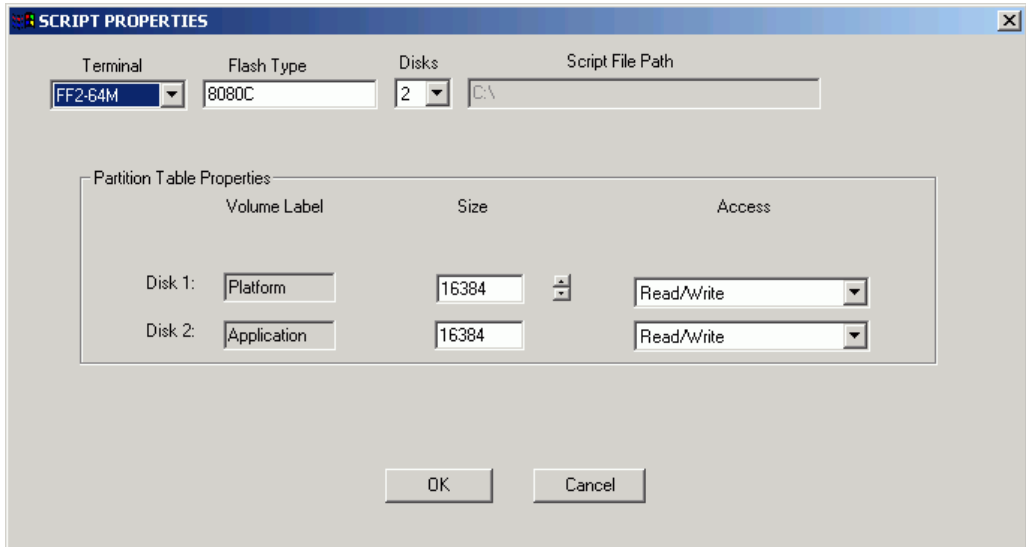 SCRIPT PROPERTIES
Terminal Flash Type Disks Script File Path
FF2-64M 8080C 2 C:\
Partition Table Properties
Volume Label Size Access
Disk 1: Platform 16384 Read/Write
Disk 2: Application 16384 Read/Write
OK Cancel